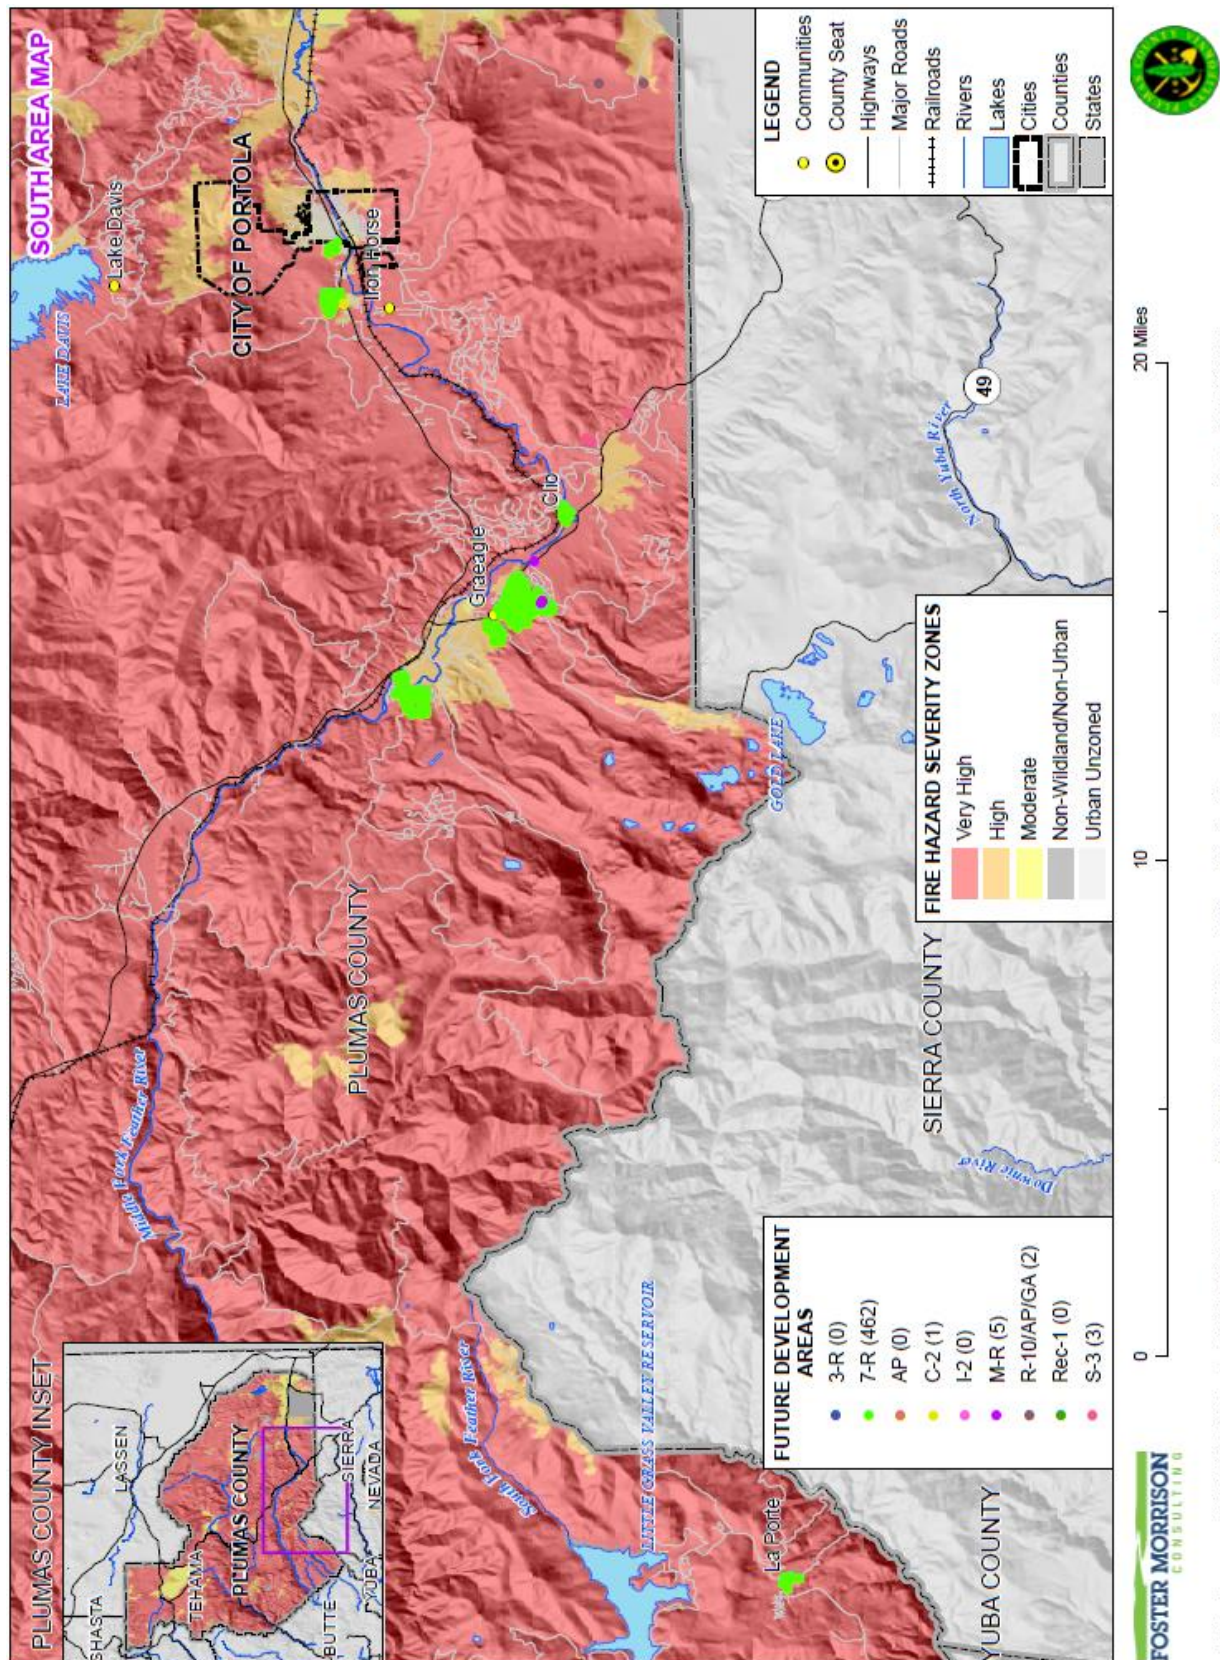 PLUMAS COUNTY INSET
SHASTA
LASSEN
TEHAMA
PLUMAS COUNTY
BUTTE
YUBA
SIERRA
NEVADA
SOUTH AREA MAP
Middle Fork Feather River
LAKE DAVIS
Lake Davis
CITY OF PORTOLA
Iron Horse
PLUMAS COUNTY
Graeagle
Clio
South Fork Feather River
LITTLE GRASS VALLEY RESERVOIR
GOLD LAKE
La Porte
YUBA COUNTY
SIERRA COUNTY
Downie River
North Yuba River
49
FUTURE DEVELOPMENT
AREAS
3-R (0)
7-R (462)
AP (0)
C-2 (1)
I-2 (0)
M-R (5)
R-10/AP/GA (2)
Rec-1 (0)
S-3 (3)
FIRE HAZARD SEVERITY ZONES
Very High
High
Moderate
Non-Wildland/Non-Urban
Urban Unzoned
LEGEND
Communities
County Seat
Highways
Major Roads
Railroads
Rivers
Lakes
Cities
Counties
States
FOSTER MORRISON
CONSULTING
0
10
20 Miles